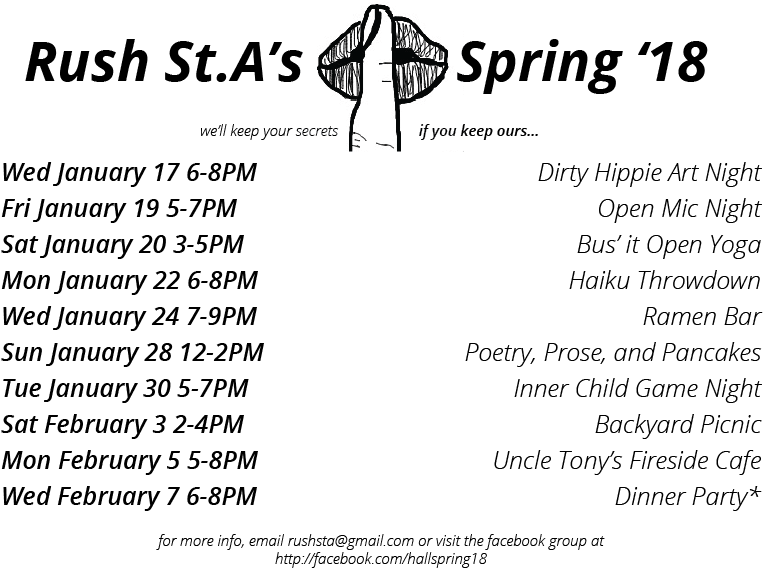 Rush St.A’s Spring ‘18
we’ll keep your secrets if you keep ours...
Wed January 17 6-8PM Dirty Hippie Art Night
Fri January 19 5-7PM Open Mic Night
Sat January 20 3-5PM Bus’ it Open Yoga
Mon January 22 6-8PM Haiku Throwdown
Wed January 24 7-9PM Ramen Bar
Sun January 28 12-2PM Poetry, Prose, and Pancakes
Tue January 30 5-7PM Inner Child Game Night
Sat February 3 2-4PM Backyard Picnic
Mon February 5 5-8PM Uncle Tony’s Fireside Cafe
Wed February 7 6-8PM Dinner Party*
for more info, email rushsta@gmail.com or visit the facebook group at
http://facebook.com/hallspring18